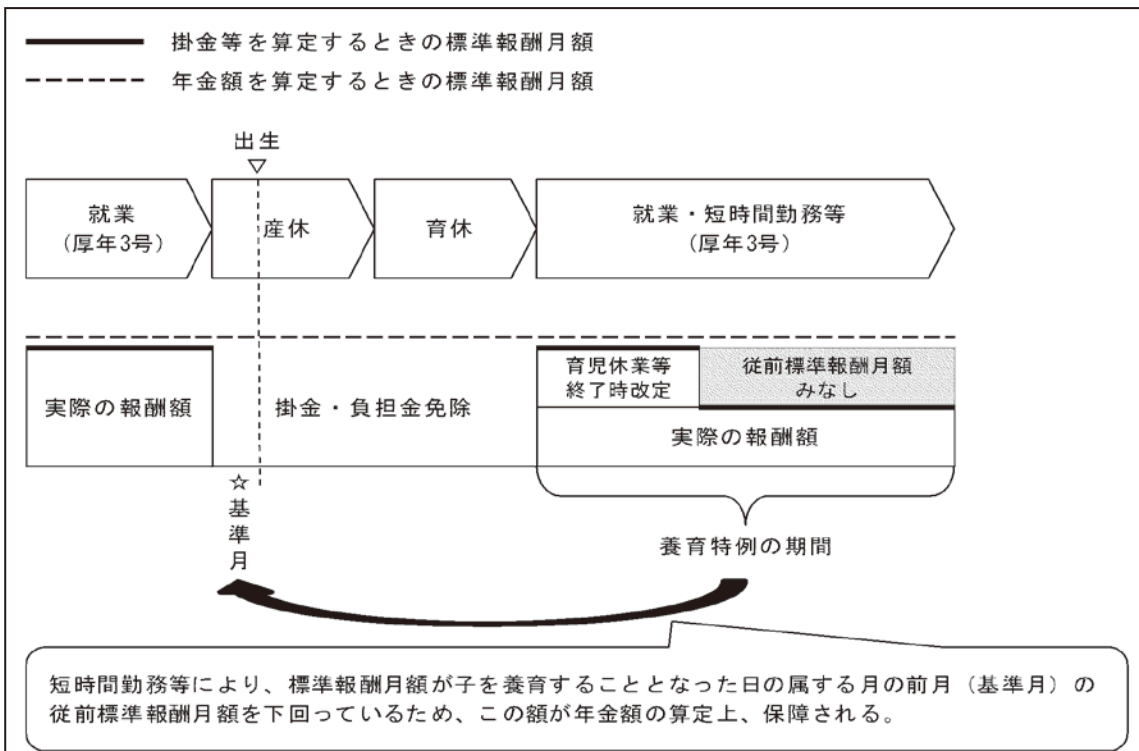 掛金等を算定するときの標準報酬月額
年金額を算定するときの標準報酬月額
出生
▽
就業
(厚年3号)
産休
育休
就業・短時間勤務等
(厚年3号)
実際の報酬額
掛金・負担金免除
育児休業等
終了時改定
従前標準報酬月額
みなし
実際の報酬額
☆基準月
養育特例の期間
短時間勤務等により、標準報酬月額が子を養育することとなった日の属する月の前月（基準月）の
従前標準報酬月額を下回っているため、この額が年金額の算定上、保障される。